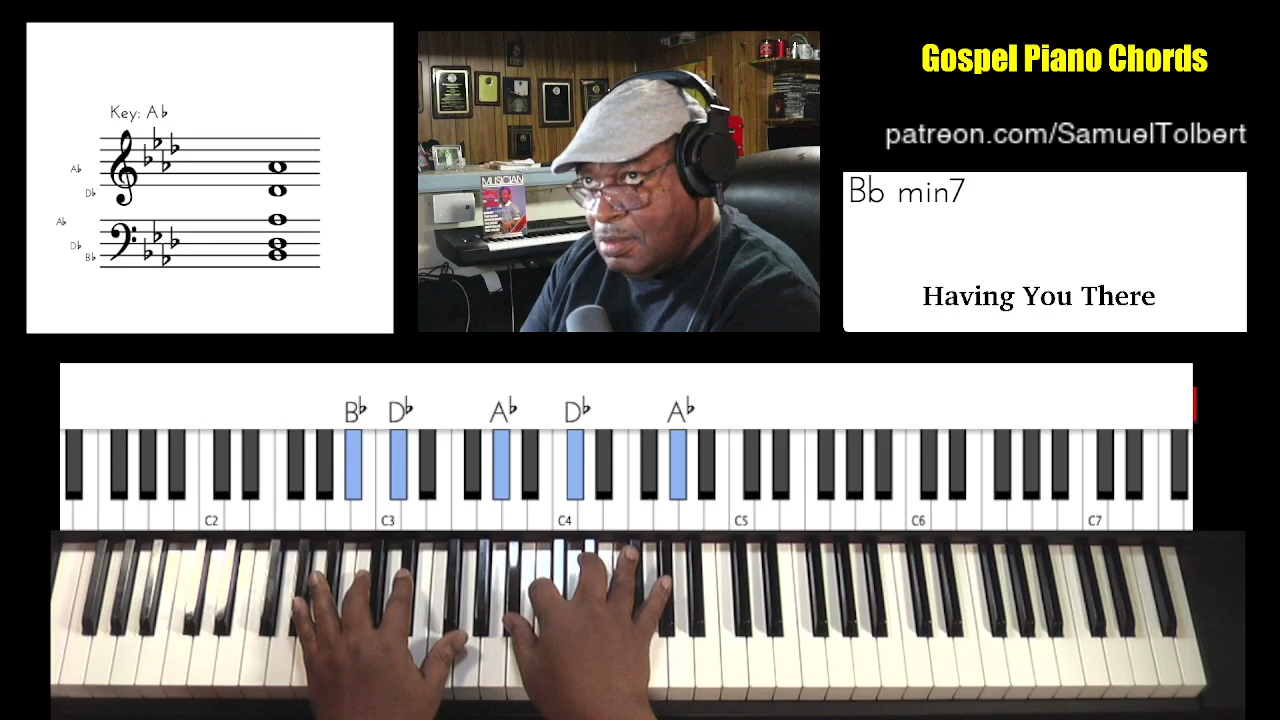 Key: A♭
A♭
D♭
A♭
D♭
B♭
MUSICIAN
Gospel Piano Chords
patreon.com/SamuelTolbert
Bb min7
Having You There
B♭ D♭ A♭ D♭ A♭
C2 C3 C4 C5 C6 C7